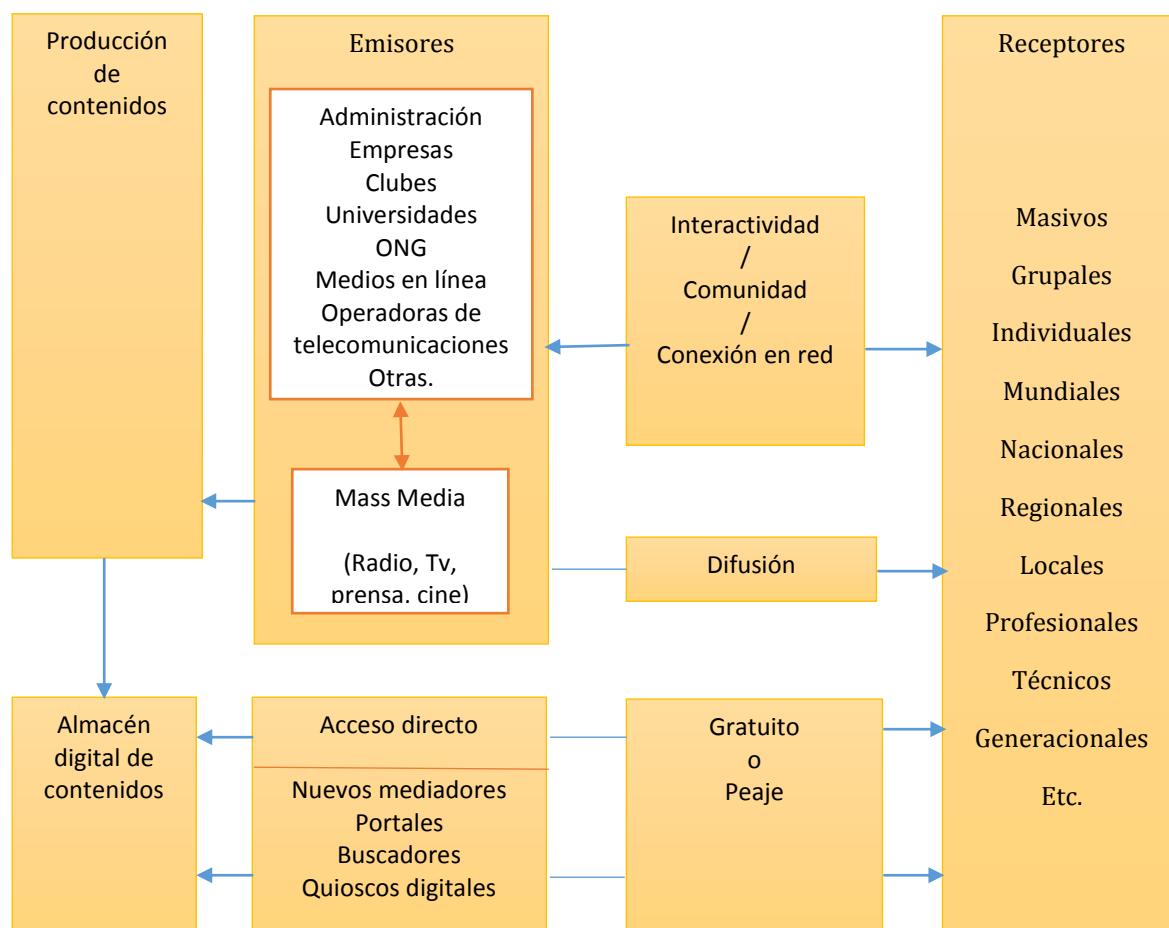 Producción
de
contenidos
Emisores
Administración
Empresas
Clubes
Universidades
ONG
Medios en línea
Operadoras de
telecomunicaciones
Otras.
Mass Media
(Radio, Tv,
prensa, cine)
Interactividad
/
Comunidad
/
Conexión en red
Difusión
Receptores
Masivos
Grupales
Individuales
Mundiales
Nacionales
Regionales
Locales
Profesionales
Técnicos
Generacionales
Etc.
Almacén
digital de
contenidos
Acceso directo
Nuevos mediadores
Portales
Buscadores
Quioscos digitales
Gratuito
o
Peaje